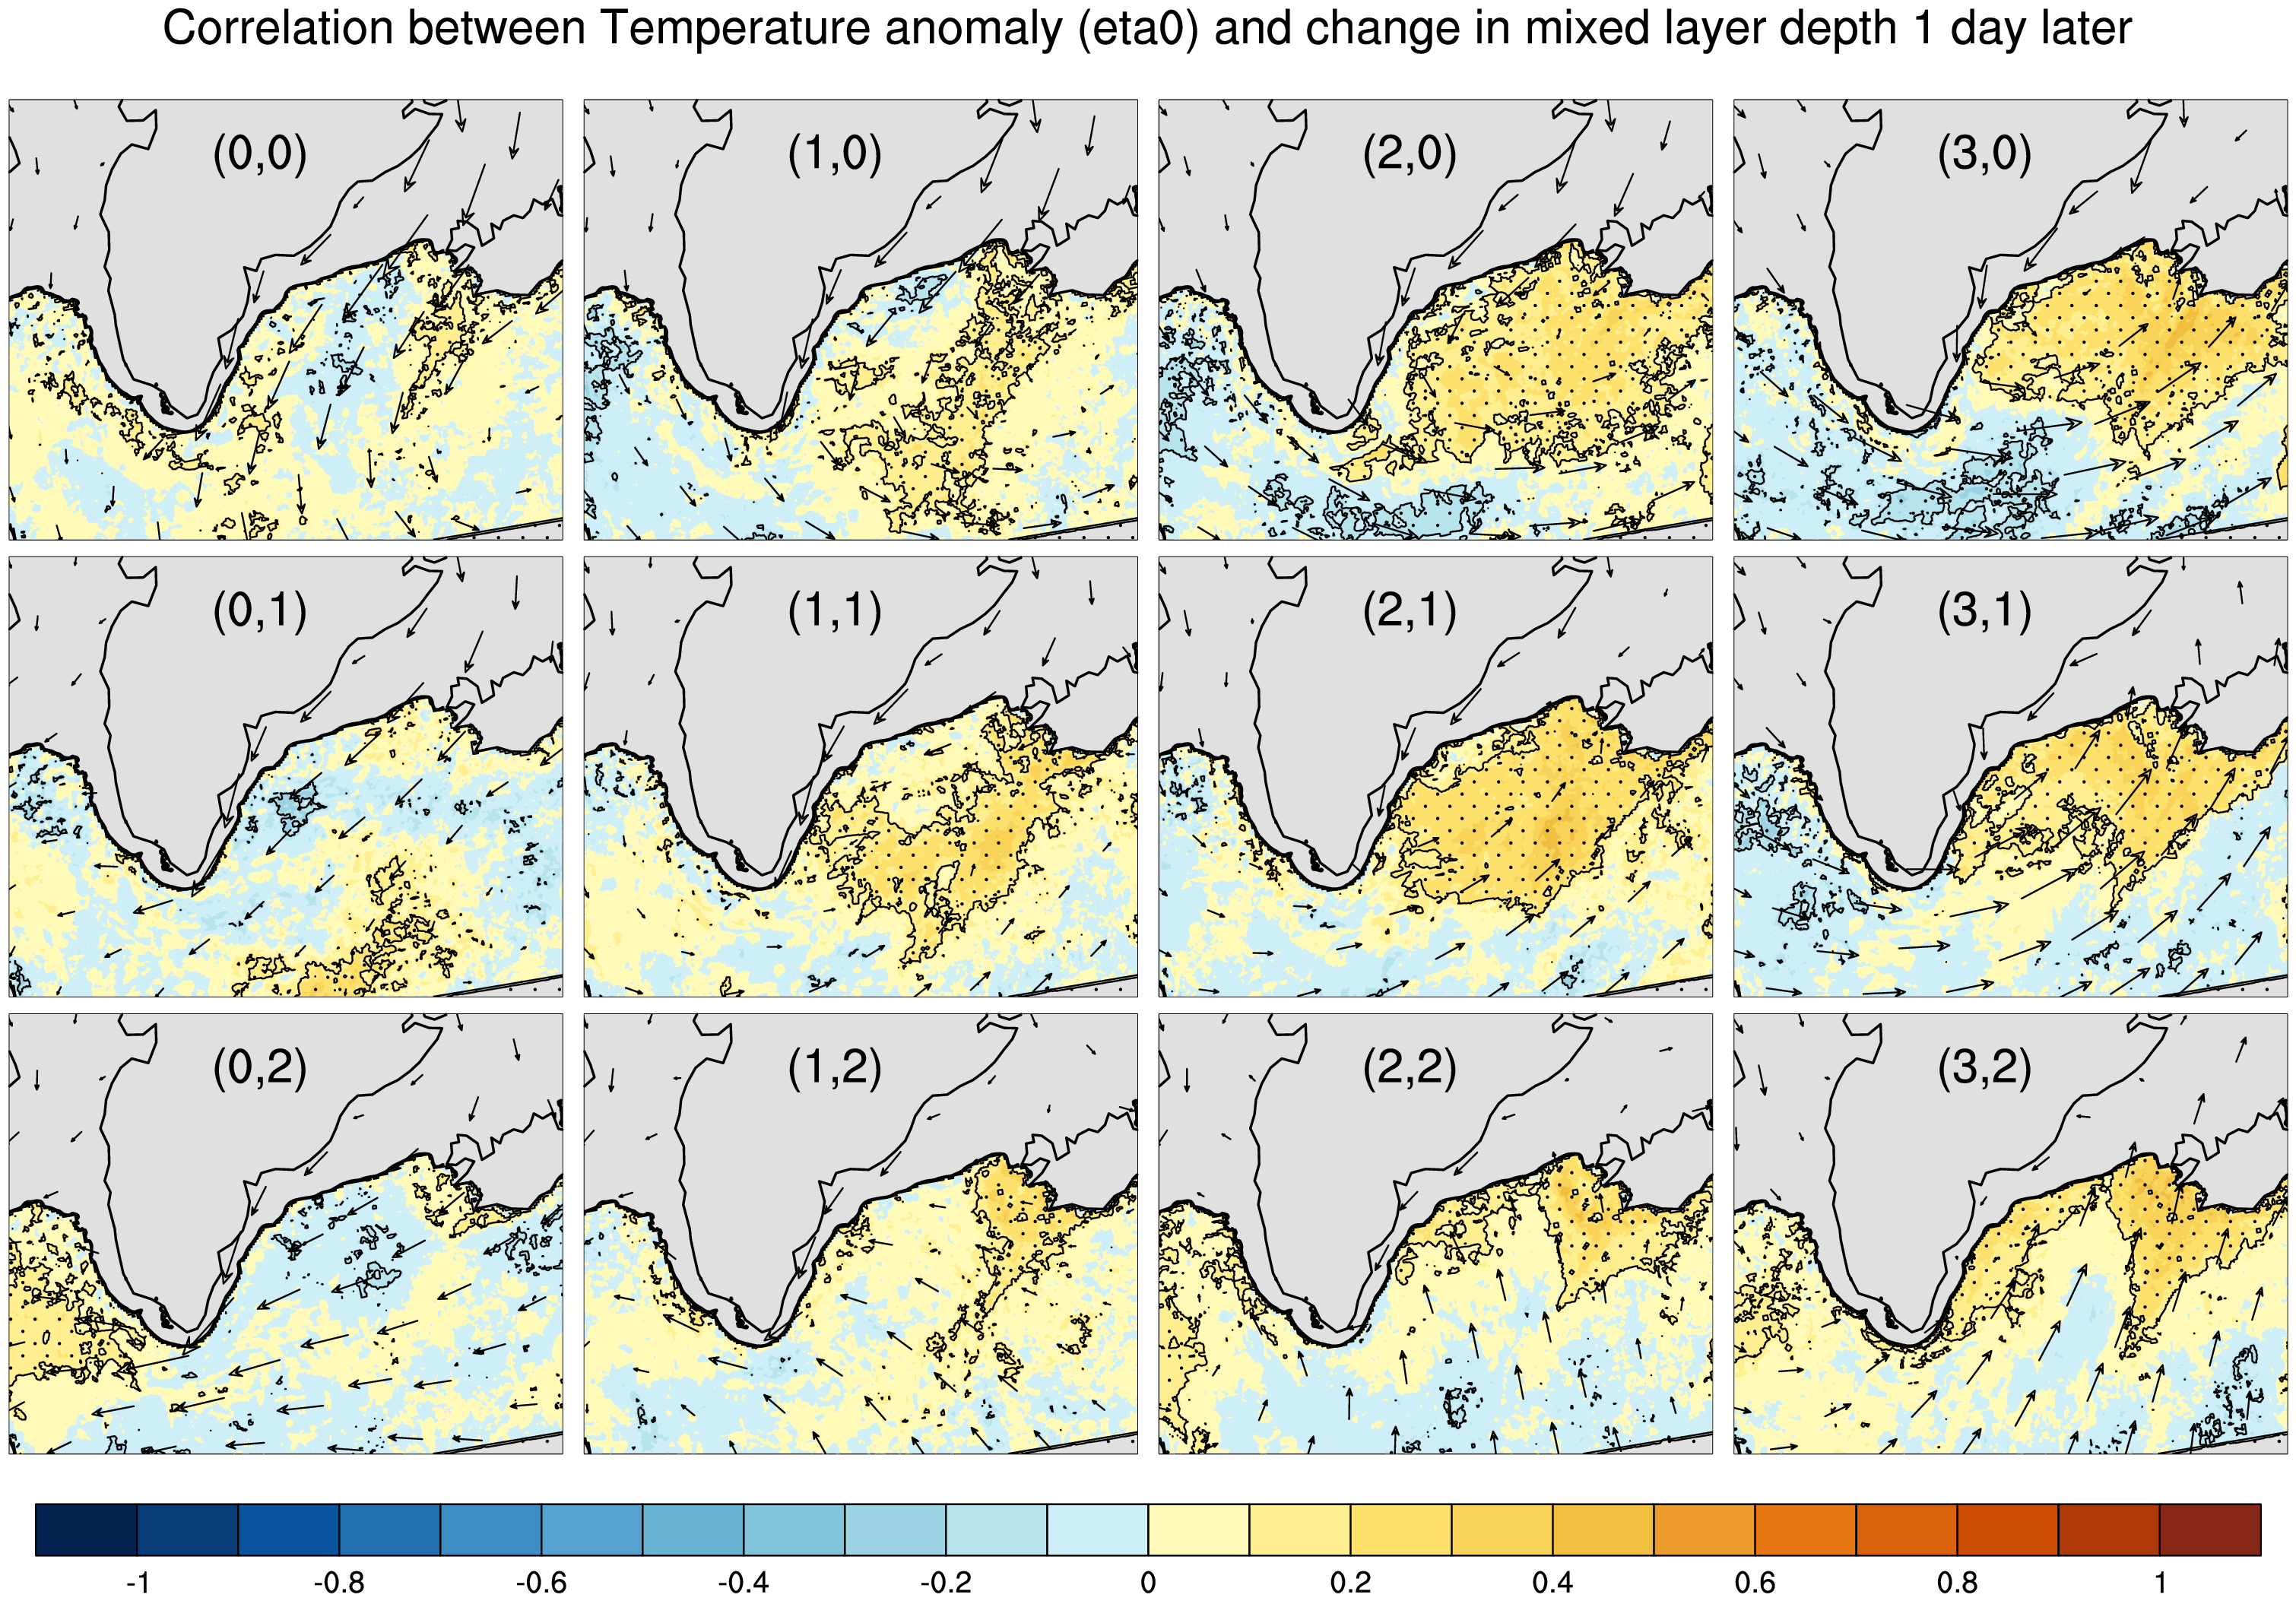 Correlation between Temperature anomaly (eta0) and change in mixed layer depth 1 day later
(0,0) (1,0) (2,0) (3,0)
(0,1) (1,1) (2,1) (3,1)
(0,2) (1,2) (2,2) (3,2)
-1 -0.8 -0.6 -0.4 -0.2 0 0.2 0.4 0.6 0.8 1